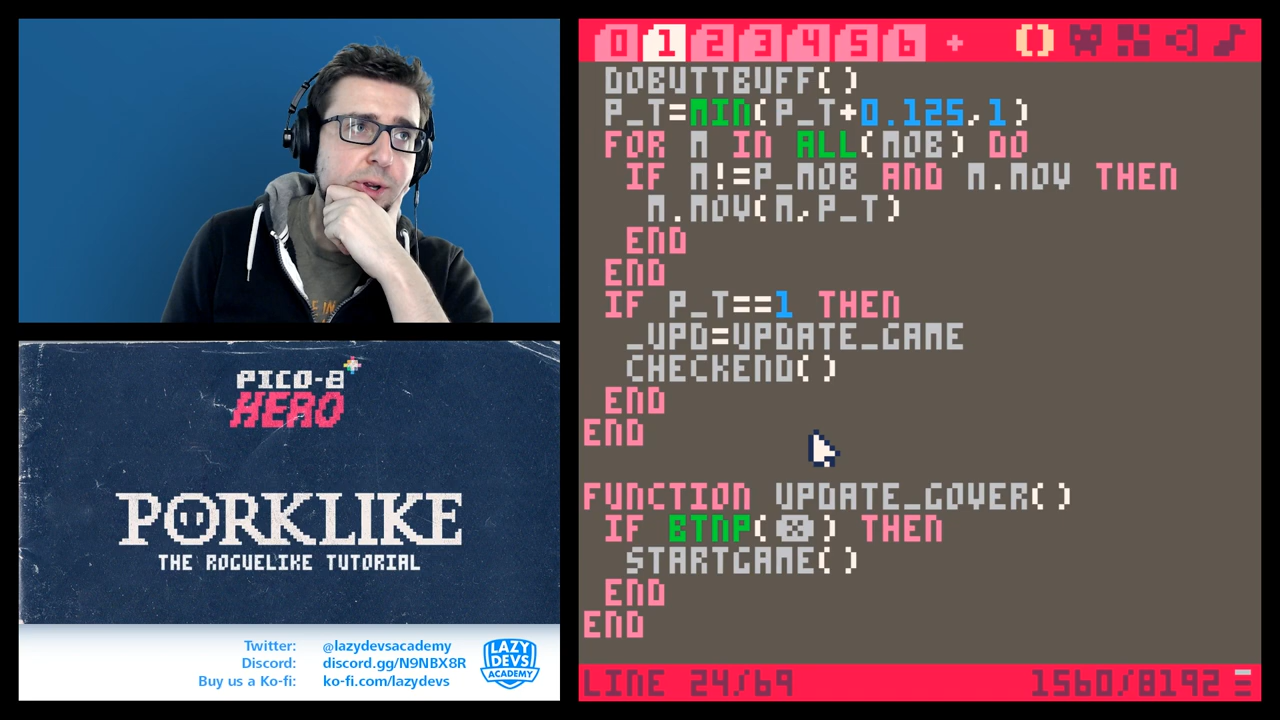 PICO-8
HERO
PORKLIKE
THE ROGUELIKE TUTORIAL
Twitter: @lazydevsacademy
Discord: discord.gg/N9NBX8R
Buy us a Ko-fi: ko-fi.com/lazydevs
LAZY
DEVS
ACADEMY
0 1 2 3 4 5 6 +
DOBUTTBUFF()
P_T=MIN(P_T+0.125,1)
FOR M IN ALL(MOB) DO
IF M!=P_MOB AND M.MOV THEN
M.MOV(M,P_T)
END
END
IF P_T==1 THEN
_UPD=UPDATE_GAME
CHECKEND()
END
END
FUNCTION UPDATE_GOVER()
IF BTNP(❎) THEN
STARTGAME()
END
END
LINE 24/69 1560/8192